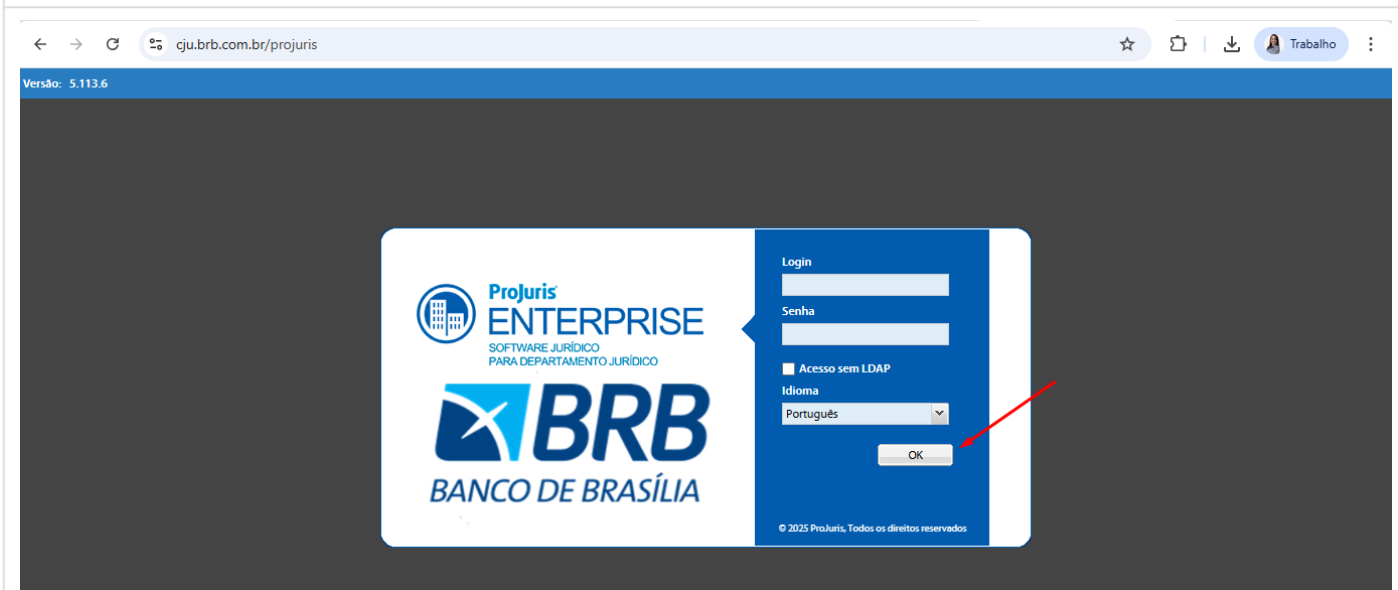 cju.brb.com.br/projuris
Trabalho
Versão: 5.113.6
ProJuris
ENTERPRISE
SOFTWARE JURÍDICO
PARA DEPARTAMENTO JURÍDICO
BRB
BANCO DE BRASÍLIA
Login
Senha
Acesso sem LDAP
Idioma
Português
OK
© 2025 ProJuris, Todos os direitos reservados